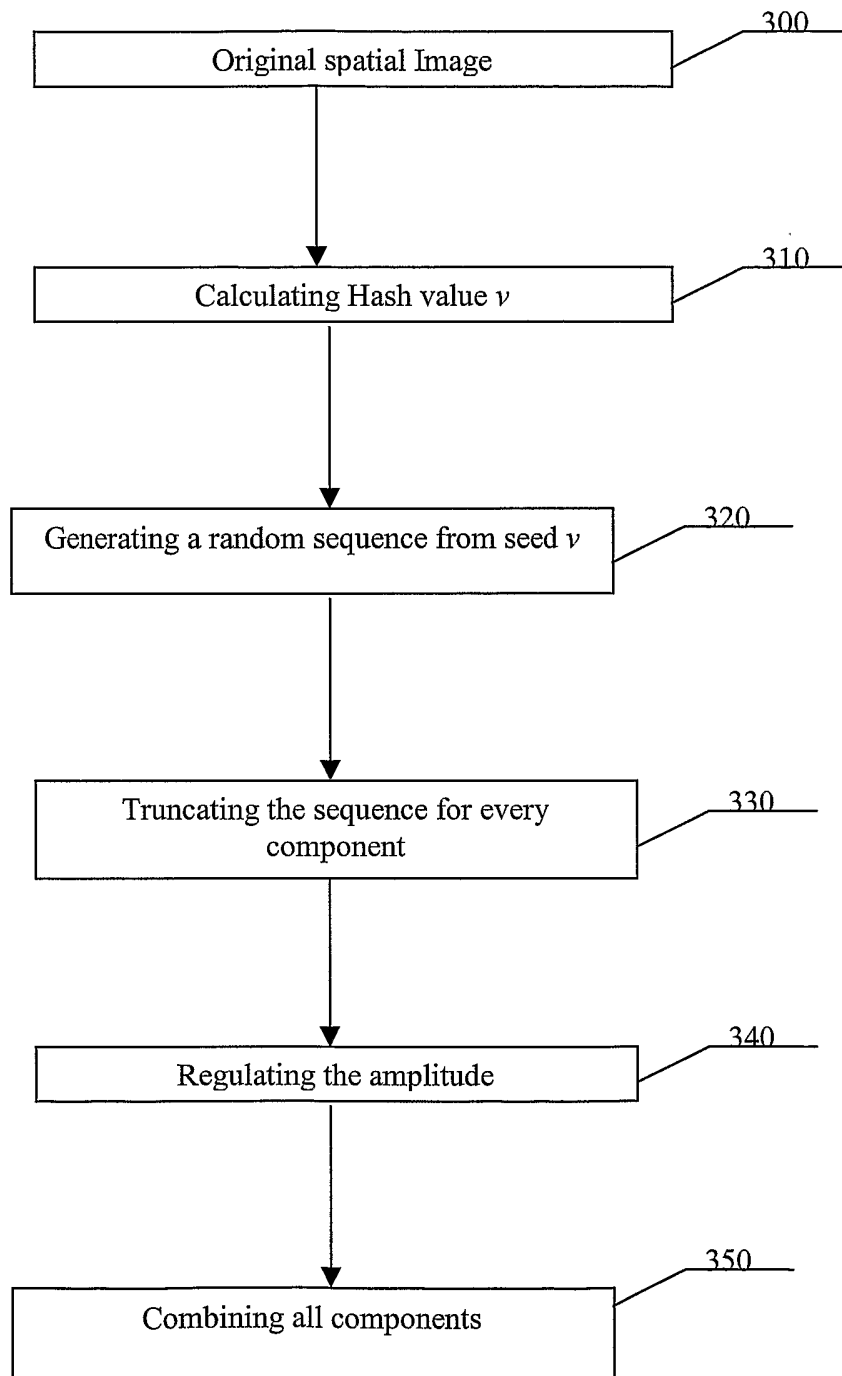 300
Original spatial Image
310
Calculating Hash value v
320
Generating a random sequence from seed v
330
Truncating the sequence for every
component
340
Regulating the amplitude
350
Combining all components